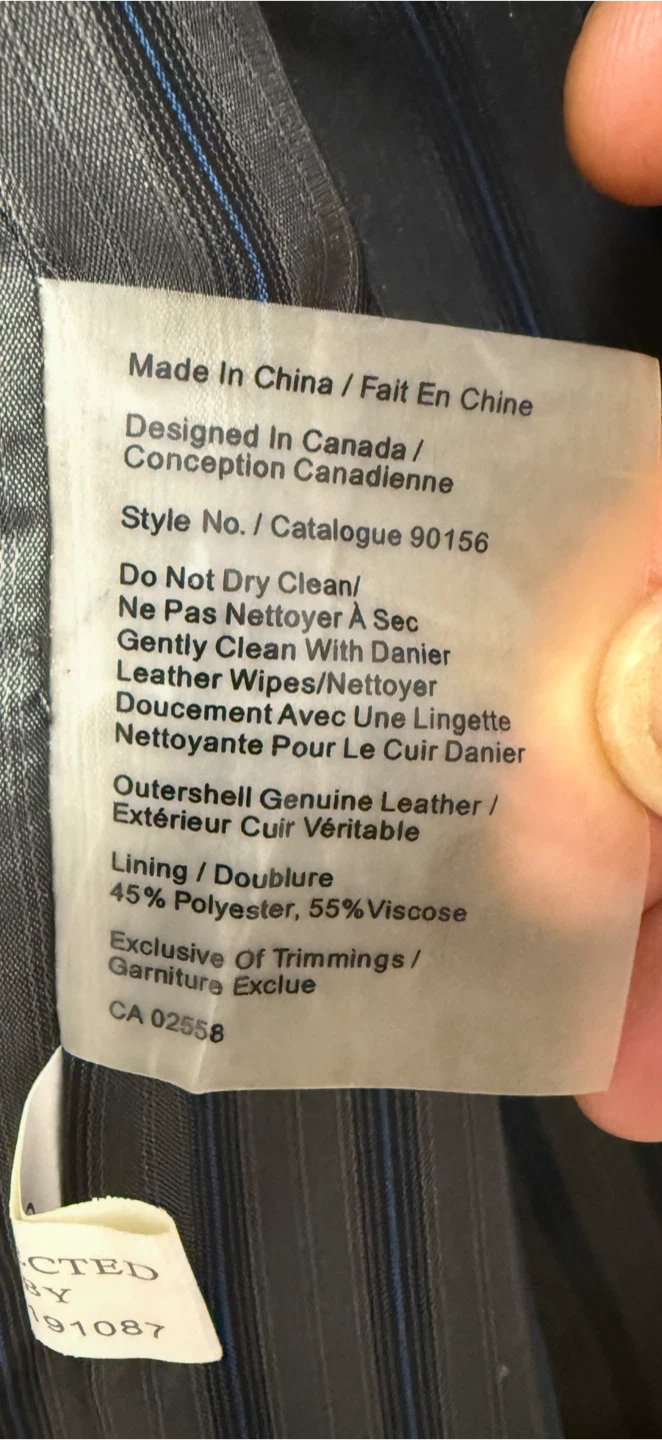 Made In China / Fait En Chine
Designed In Canada /
Conception Canadienne
Style No. / Catalogue 90156
Do Not Dry Clean/
Ne Pas Nettoyer À Sec
Gently Clean With Danier
Leather Wipes/Nettoyer
Doucement Avec Une Lingette
Nettoyante Pour Le Cuir Danier
Outershell Genuine Leather /
Extérieur Cuir Véritable
Lining / Doublure
45% Polyester, 55%Viscose
Exclusive Of Trimmings /
Garniture Exclue
CA 02558
CTED
BY
191087